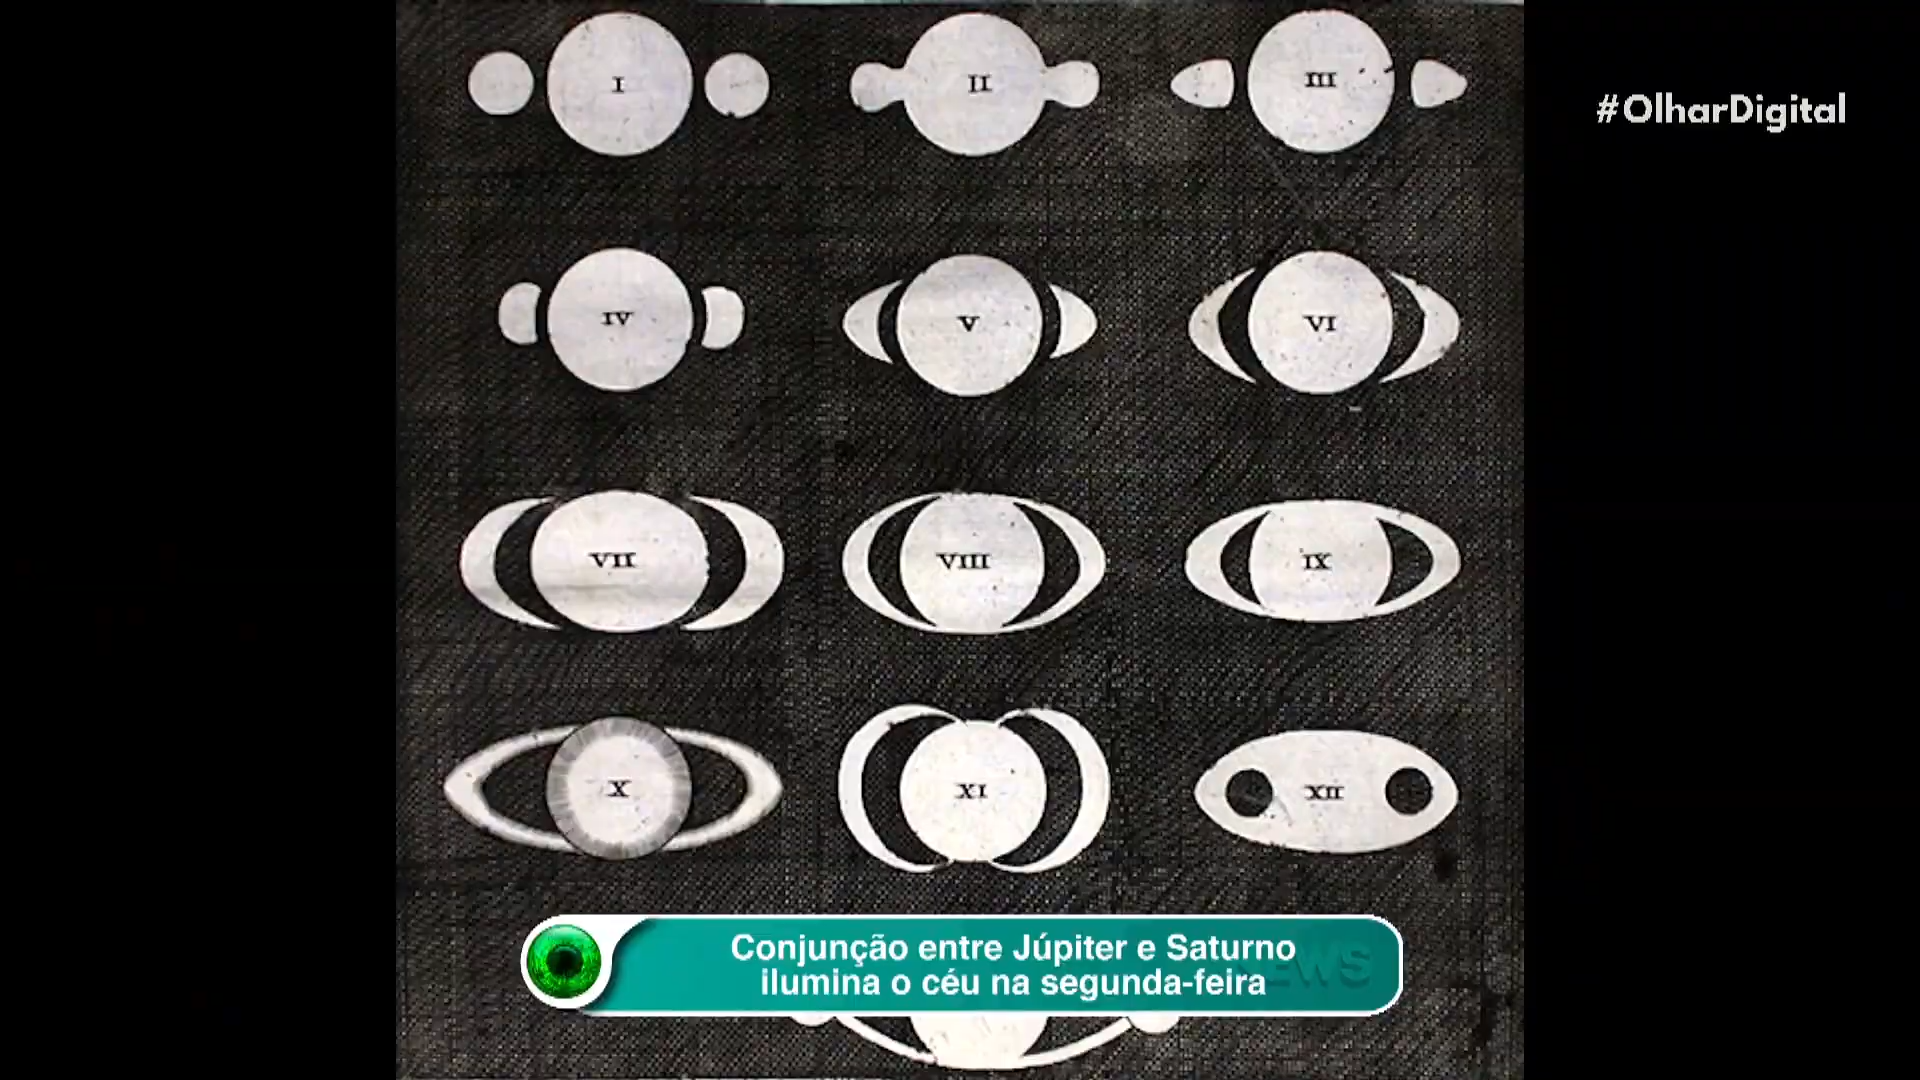 #OlharDigital
I
II
III
IV
V
VI
VII
VIII
IX
X
XI
XII
Conjunção entre Júpiter e Saturno
ilumina o céu na segunda-feira
NEWS